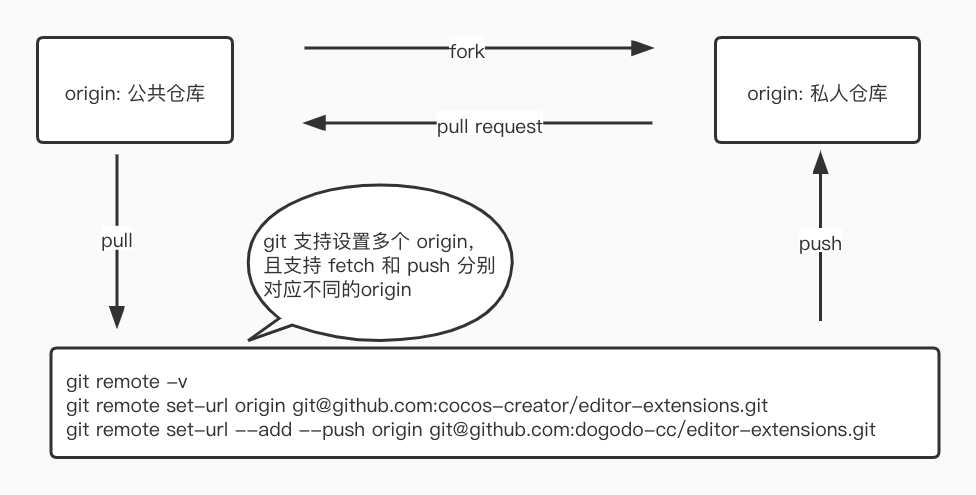 origin: 公共仓库
fork
origin: 私人仓库
pull request
pull
git 支持设置多个 origin,
且支持 fetch 和 push 分别
对应不同的origin
push
git remote -v
git remote set-url origin git@github.com:cocos-creator/editor-extensions.git
git remote set-url --add --push origin git@github.com:dogodo-cc/editor-extensions.git